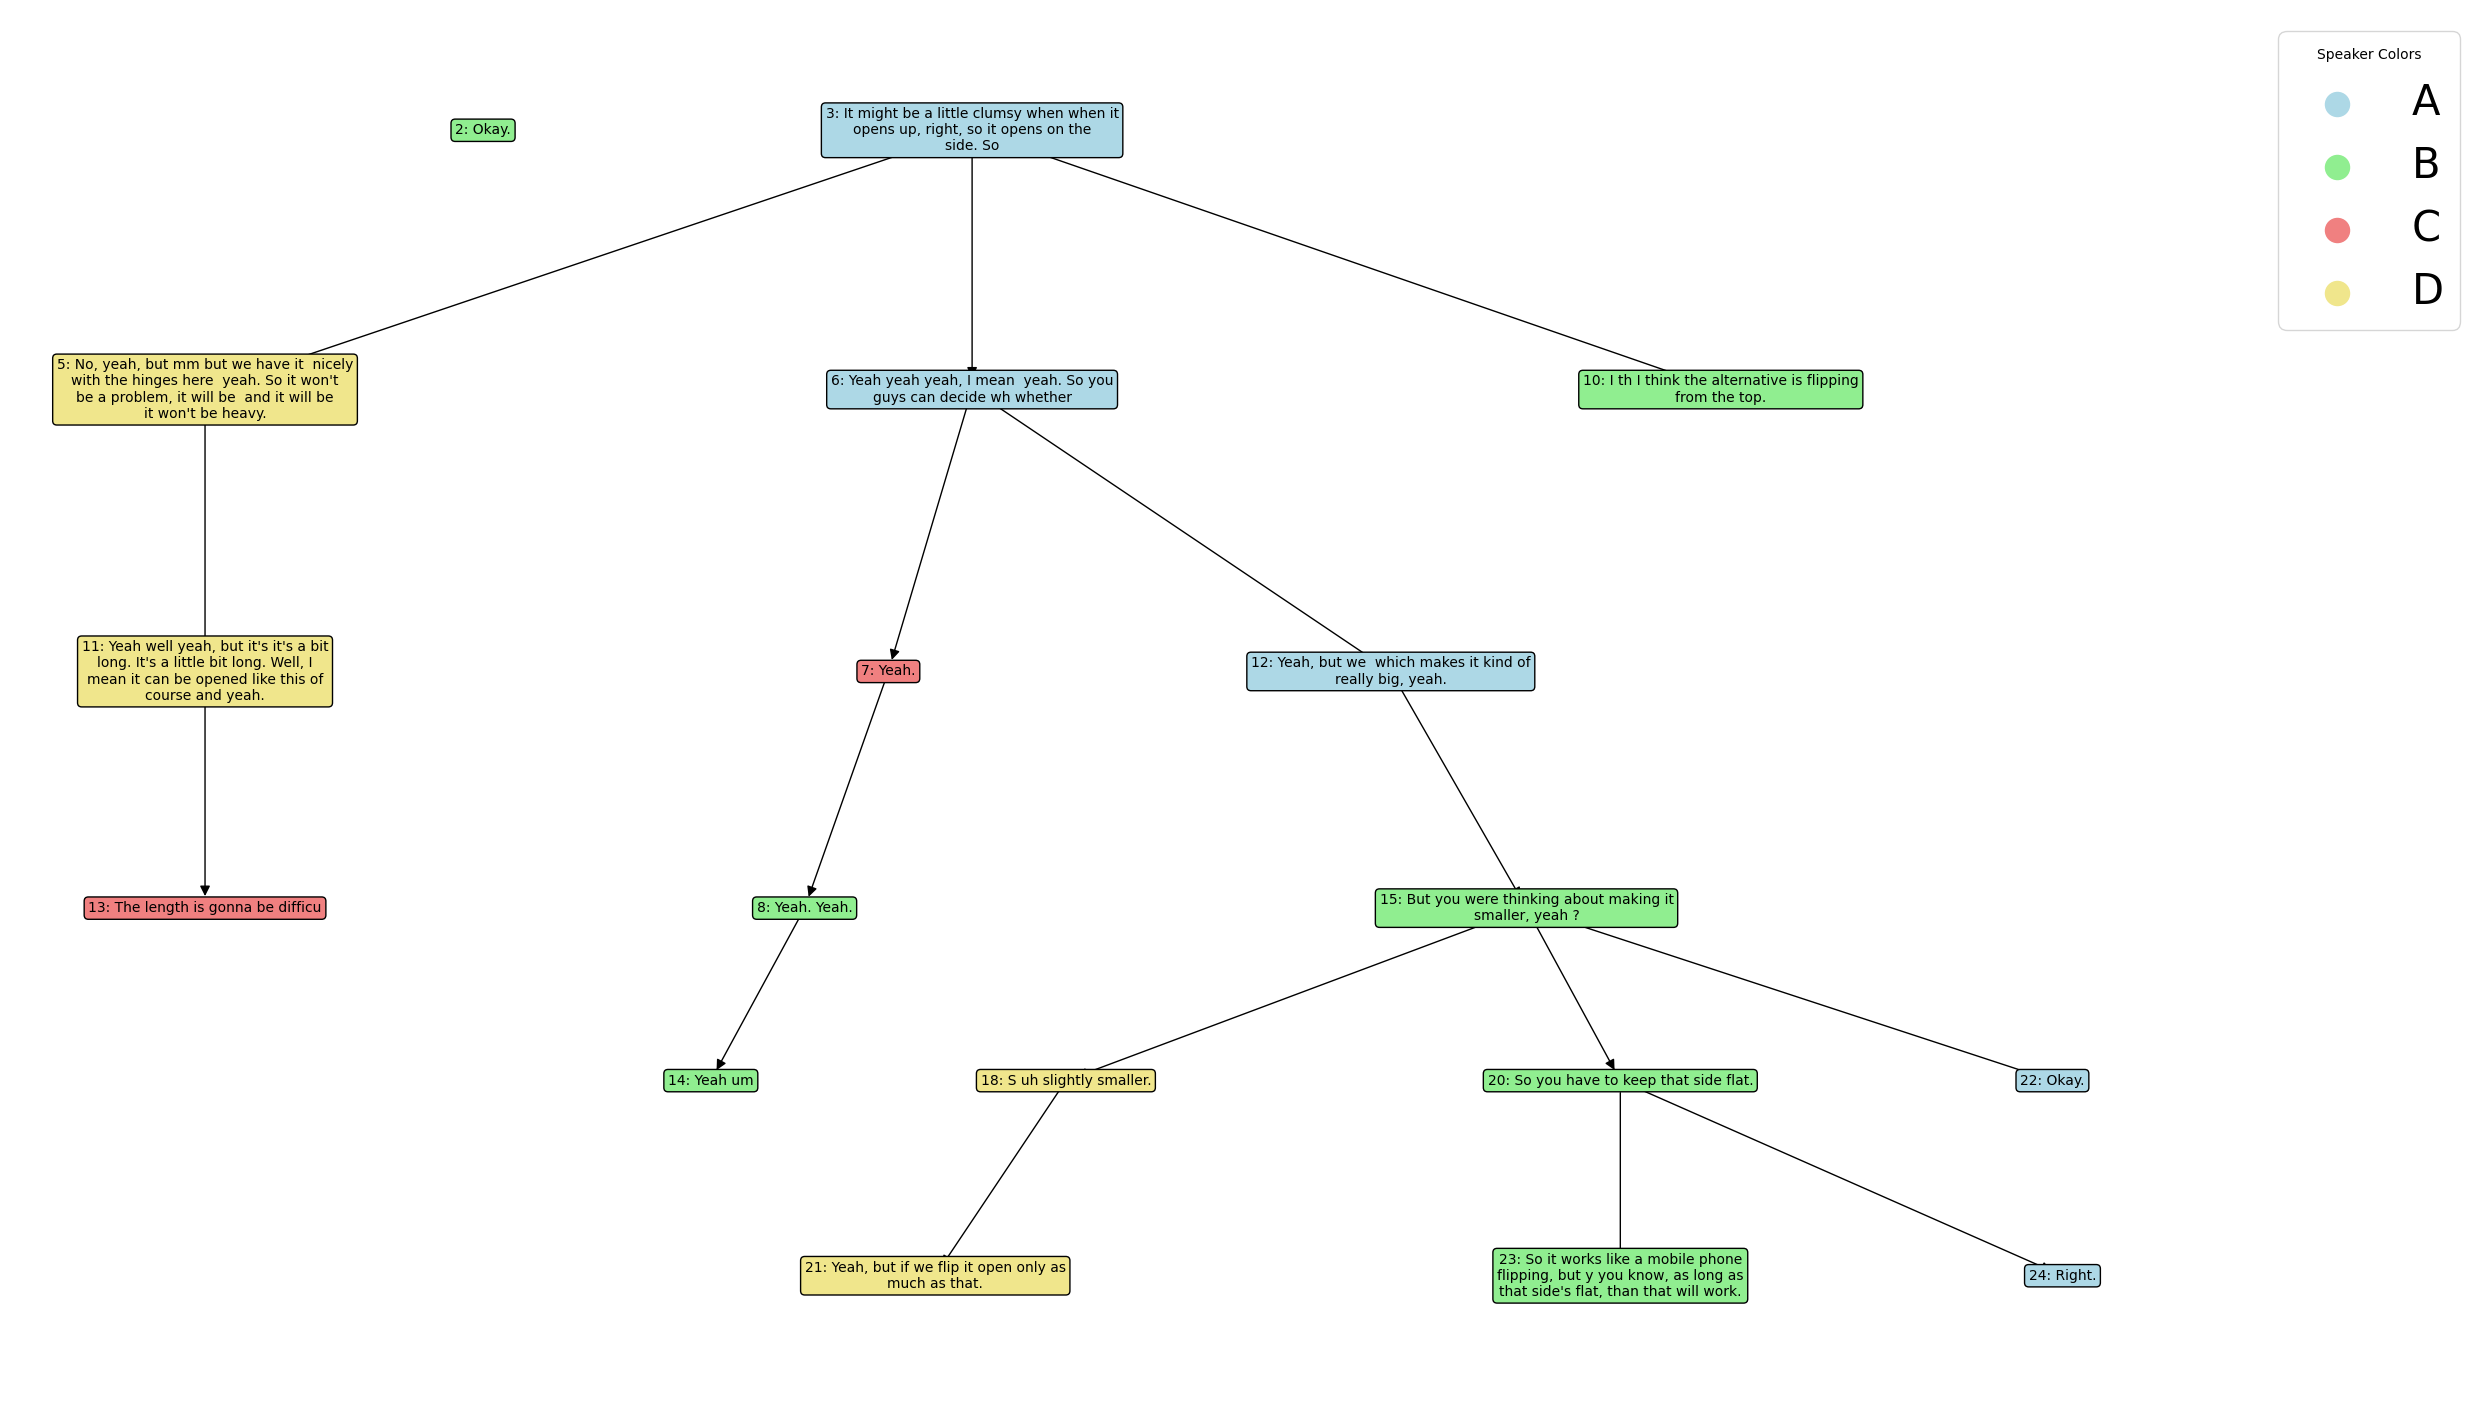 Speaker Colors
A
B
C
D
2: Okay.
3: It might be a little clumsy when when it
opens up, right, so it opens on the
side. So
5: No, yeah, but mm but we have it  nicely
with the hinges here  yeah. So it won't
be a problem, it will be  and it will be
it won't be heavy.
6: Yeah yeah yeah, I mean  yeah. So you
guys can decide wh whether
10: I th I think the alternative is flipping
from the top.
11: Yeah well yeah, but it's it's a bit
long. It's a little bit long. Well, I
mean it can be opened like this of
course and yeah.
7: Yeah.
12: Yeah, but we  which makes it kind of
really big, yeah.
13: The length is gonna be difficu
8: Yeah. Yeah.
15: But you were thinking about making it
smaller, yeah ?
14: Yeah um
18: S uh slightly smaller.
20: So you have to keep that side flat.
22: Okay.
21: Yeah, but if we flip it open only as
much as that.
23: So it works like a mobile phone
flipping, but y you know, as long as
that side's flat, than that will work.
24: Right.